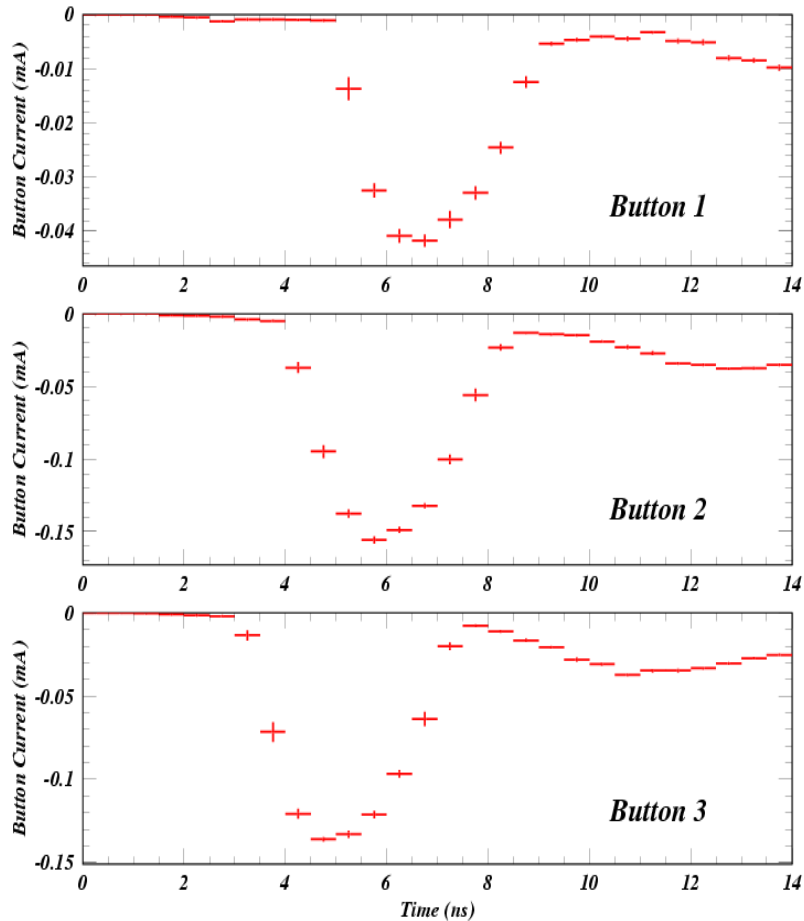 Button Current (mA)
0
-0.01
-0.02
-0.03
-0.04
Button 1
0 2 4 6 8 10 12 14
Button Current (mA)
0
-0.05
-0.1
-0.15
Button 2
0 2 4 6 8 10 12 14
Button Current (mA)
0
-0.05
-0.1
-0.15
Button 3
0 2 4 6 8 10 12 14
Time (ns)